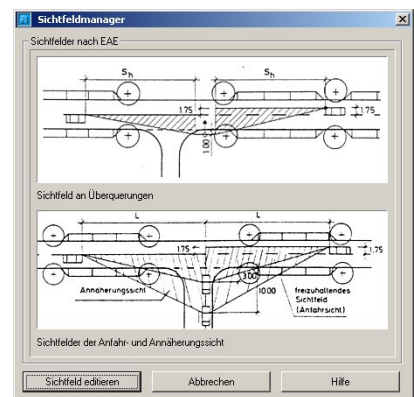 Sichtfeldmanager
Sichtfelder nach EAE
Sh Sh
1.75 1.75
1.00
Sichtfeld an Überquerungen
L L
1.75 1.75
3.00
Annäherungssicht 10.00 freizuhaltendes
Sichtfeld
(Anfahrsicht)
Sichtfelder der Anfahr- und Annäherungssicht
Sichtfeld editieren Abbrechen Hilfe